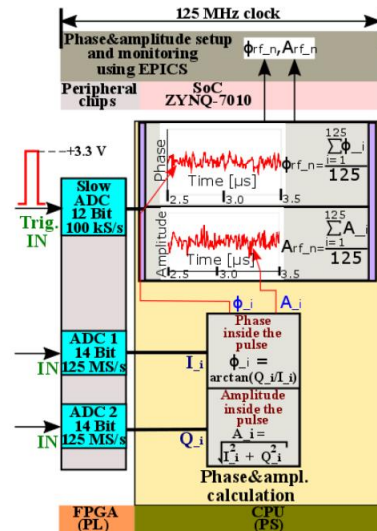 125 MHz clock
Phase&amplitude setup
and monitoring
using EPICS
ϕrf_n,Arf_n
Peripheral
chips
SoC
ZYNQ-7010
+3.3 V
Trig.
IN
Slow
ADC
12 Bit
100 kS/s
Phase
Time [µs]
2.5 3.0 3.5
ϕrf_n= 125 ∑ i=1 ϕ_i / 125
Amplitude
Time [µs]
2.5 3.0 3.5
Arf_n= 125 ∑ i=1 A_i / 125
ϕ_i A_i
IN
ADC 1
14 Bit
125 MS/s
I_i
Phase
inside the
pulse
ϕ_i =
arctan(Q_i/I_i)
IN
ADC 2
14 Bit
125 MS/s
Q_i
Amplitude
inside the
pulse
A_i=
√I²_i + Q²_i
Phase&ampl.
calculation
FPGA
(PL)
CPU
(PS)